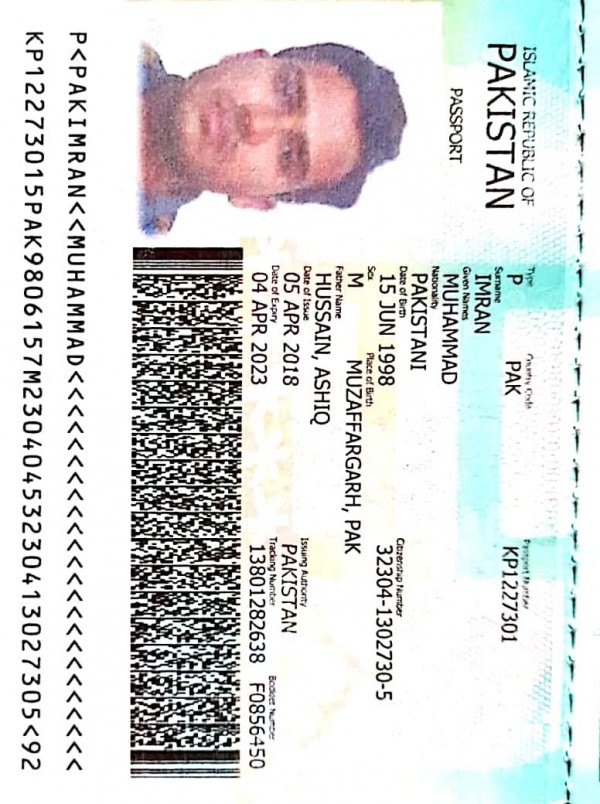 ISLAMIC REPUBLIC OF
PAKISTAN
PASSPORT
Type
P
Country Code
PAK
Passport Number
KP1227301
Surname
IMRAN
Given Names
MUHAMMAD
Nationality
PAKISTANI
Date of Birth
15 JUN 1998
Citizenship Number
32304-1302730-5
Sex
M
Place of Birth
MUZAFFARGARH, PAK
Father Name
HUSSAIN, ASHIQ
Date of Issue
05 APR 2018
Issuing Authority
PAKISTAN
Date of Expiry
04 APR 2023
Tracking Number
13801282638
Booklet Number
F0856450
P<PAKIMRAN<<MUHAMMAD<<<<<<<<<<<<<<<<<<<<<<<<
KP12273015PAK9806157M23040453230413027305<92